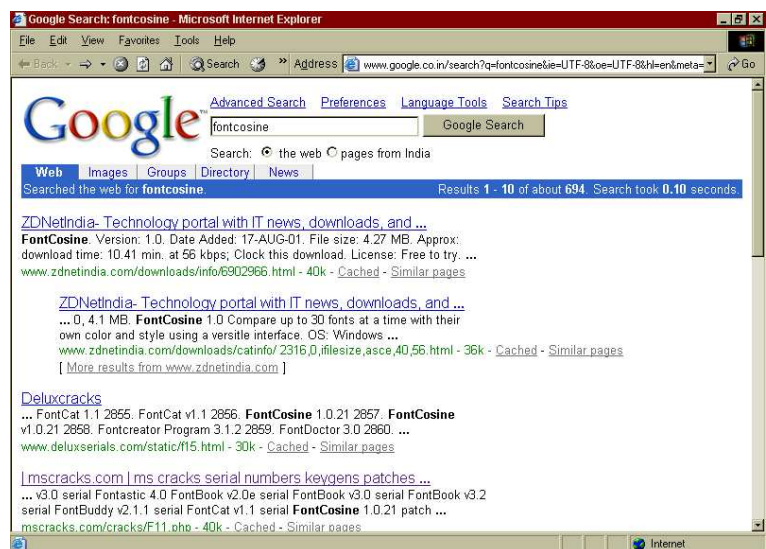 Google Search: fontcosine - Microsoft Internet Explorer
File Edit View Favorites Tools Help
Back Search » Address www.google.co.in/search?q=fontcosine&ie=UTF-8&oe=UTF-8&hl=en&meta= Go
Google™
Advanced Search Preferences Language Tools Search Tips
fontcosine Google Search
Search: the web pages from India
Web Images Groups Directory News
Searched the web for fontcosine. Results 1 - 10 of about 694. Search took 0.10 seconds.
ZDNetIndia- Technology portal with IT news, downloads, and ...
FontCosine. Version: 1.0. Date Added: 17-AUG-01. File size: 4.27 MB. Approx:
download time: 10.41 min. at 56 kbps; Clock this download. License: Free to try. ...
www.zdnetindia.com/downloads/info/6902966.html - 40k - Cached - Similar pages
ZDNetIndia- Technology portal with IT news, downloads, and ...
... 0, 4.1 MB. FontCosine 1.0 Compare up to 30 fonts at a time with their
own color and style using a versitle interface. OS: Windows ...
www.zdnetindia.com/downloads/catinfo/ 2316,0,ifilesize,asce,40,56.html - 36k - Cached - Similar pages
[ More results from www.zdnetindia.com ]
Deluxcracks
... FontCat 1.1 2855. FontCat v1.1 2856. FontCosine 1.0.21 2857. FontCosine
v1.0.21 2858. Fontcreator Program 3.1.2 2859. FontDoctor 3.0 2860. ...
www.deluxserials.com/static/f15.html - 30k - Cached - Similar pages
| mscracks.com | ms cracks serial numbers keygens patches ...
... v3.0 serial Fontastic 4.0 FontBook v2.0e serial FontBook v3.0 serial FontBook v3.2
serial FontBuddy v2.1.1 serial FontCat v1.1 serial FontCosine 1.0.21 patch ...
mscracks.com/cracks/F11.php - 40k - Cached - Similar pages
Internet